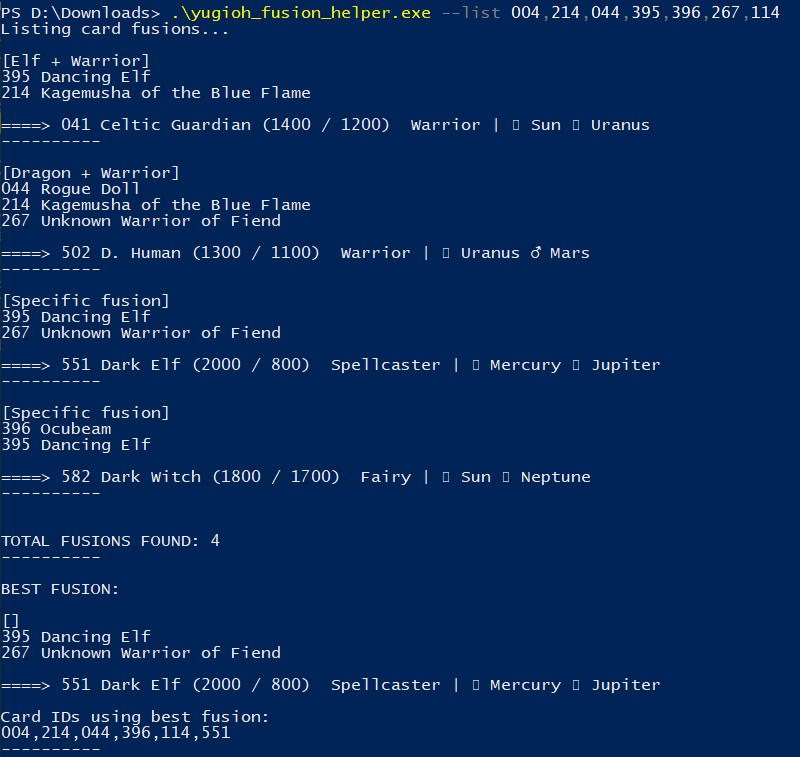 PS D:\Downloads> .\yugioh_fusion_helper.exe --list 004,214,044,395,396,267,114
Listing card fusions...
[Elf + Warrior]
395 Dancing Elf
214 Kagemusha of the Blue Flame
====> 041 Celtic Guardian (1400 / 1200)  Warrior | ▯ Sun ▯ Uranus
----------
[Dragon + Warrior]
044 Rogue Doll
214 Kagemusha of the Blue Flame
267 Unknown Warrior of Fiend
====> 502 D. Human (1300 / 1100)  Warrior | ▯ Uranus ♂ Mars
----------
[Specific fusion]
395 Dancing Elf
267 Unknown Warrior of Fiend
====> 551 Dark Elf (2000 / 800)  Spellcaster | ▯ Mercury ▯ Jupiter
----------
[Specific fusion]
396 Ocubeam
395 Dancing Elf
====> 582 Dark Witch (1800 / 1700)  Fairy | ▯ Sun ▯ Neptune
----------
TOTAL FUSIONS FOUND: 4
----------
BEST FUSION:
[]
395 Dancing Elf
267 Unknown Warrior of Fiend
====> 551 Dark Elf (2000 / 800)  Spellcaster | ▯ Mercury ▯ Jupiter
Card IDs using best fusion:
004,214,044,396,114,551
----------